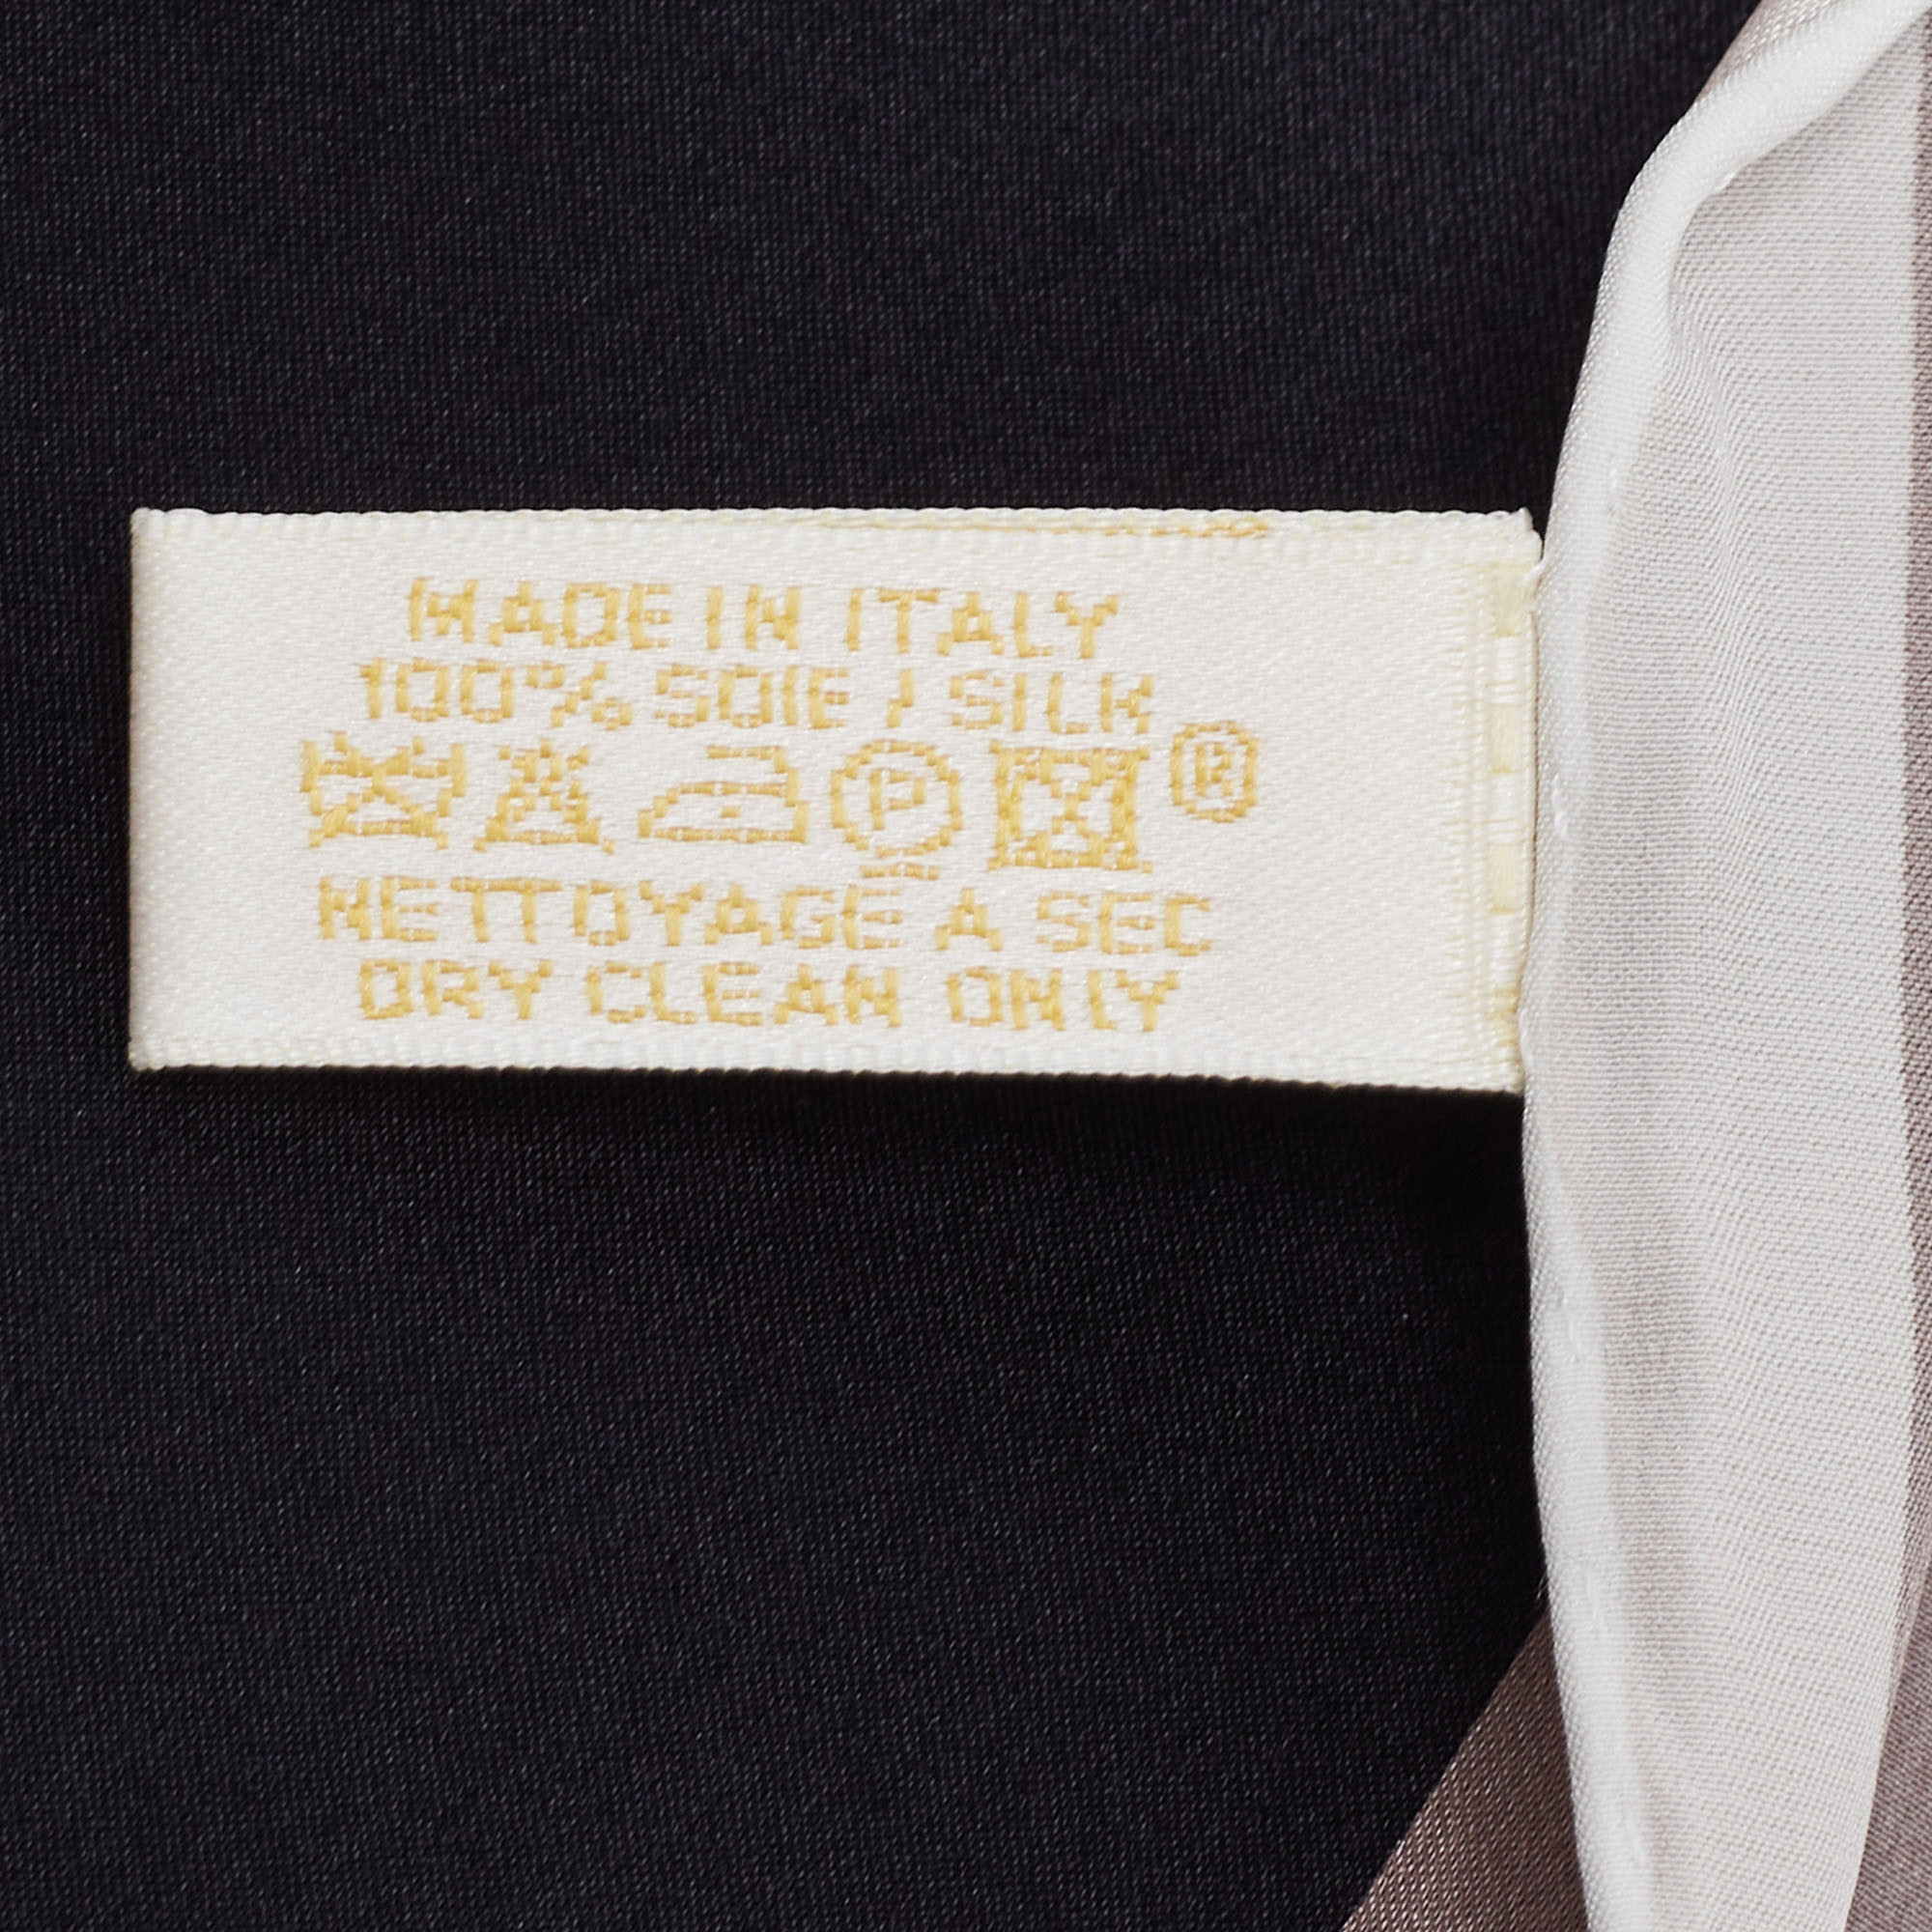 MADE IN ITALY
100% SOIE / SILK
P ®
NETTOYAGE A SEC
DRY CLEAN ONLY